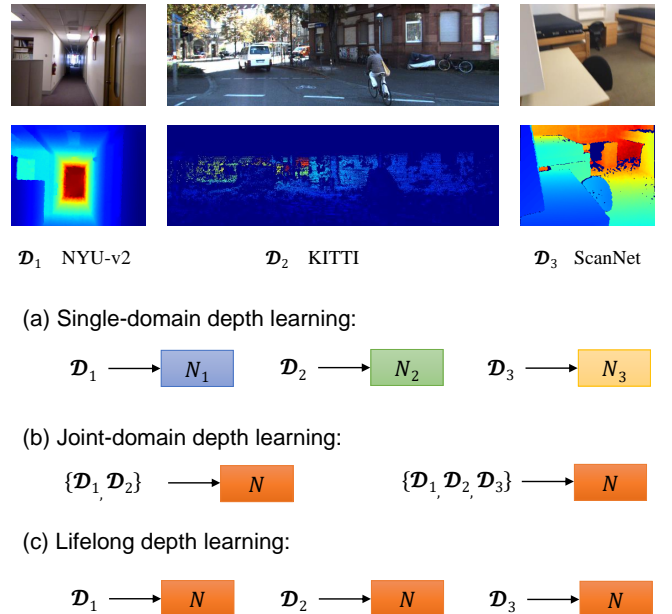 𝓓₁ NYU-v2 𝓓₂ KITTI 𝓓₃ ScanNet
(a) Single-domain depth learning:
𝓓₁ N₁ 𝓓₂ N₂ 𝓓₃ N₃
(b) Joint-domain depth learning:
{𝓓₁, 𝓓₂} N {𝓓₁, 𝓓₂, 𝓓₃} N
(c) Lifelong depth learning:
𝓓₁ N 𝓓₂ N 𝓓₃ N